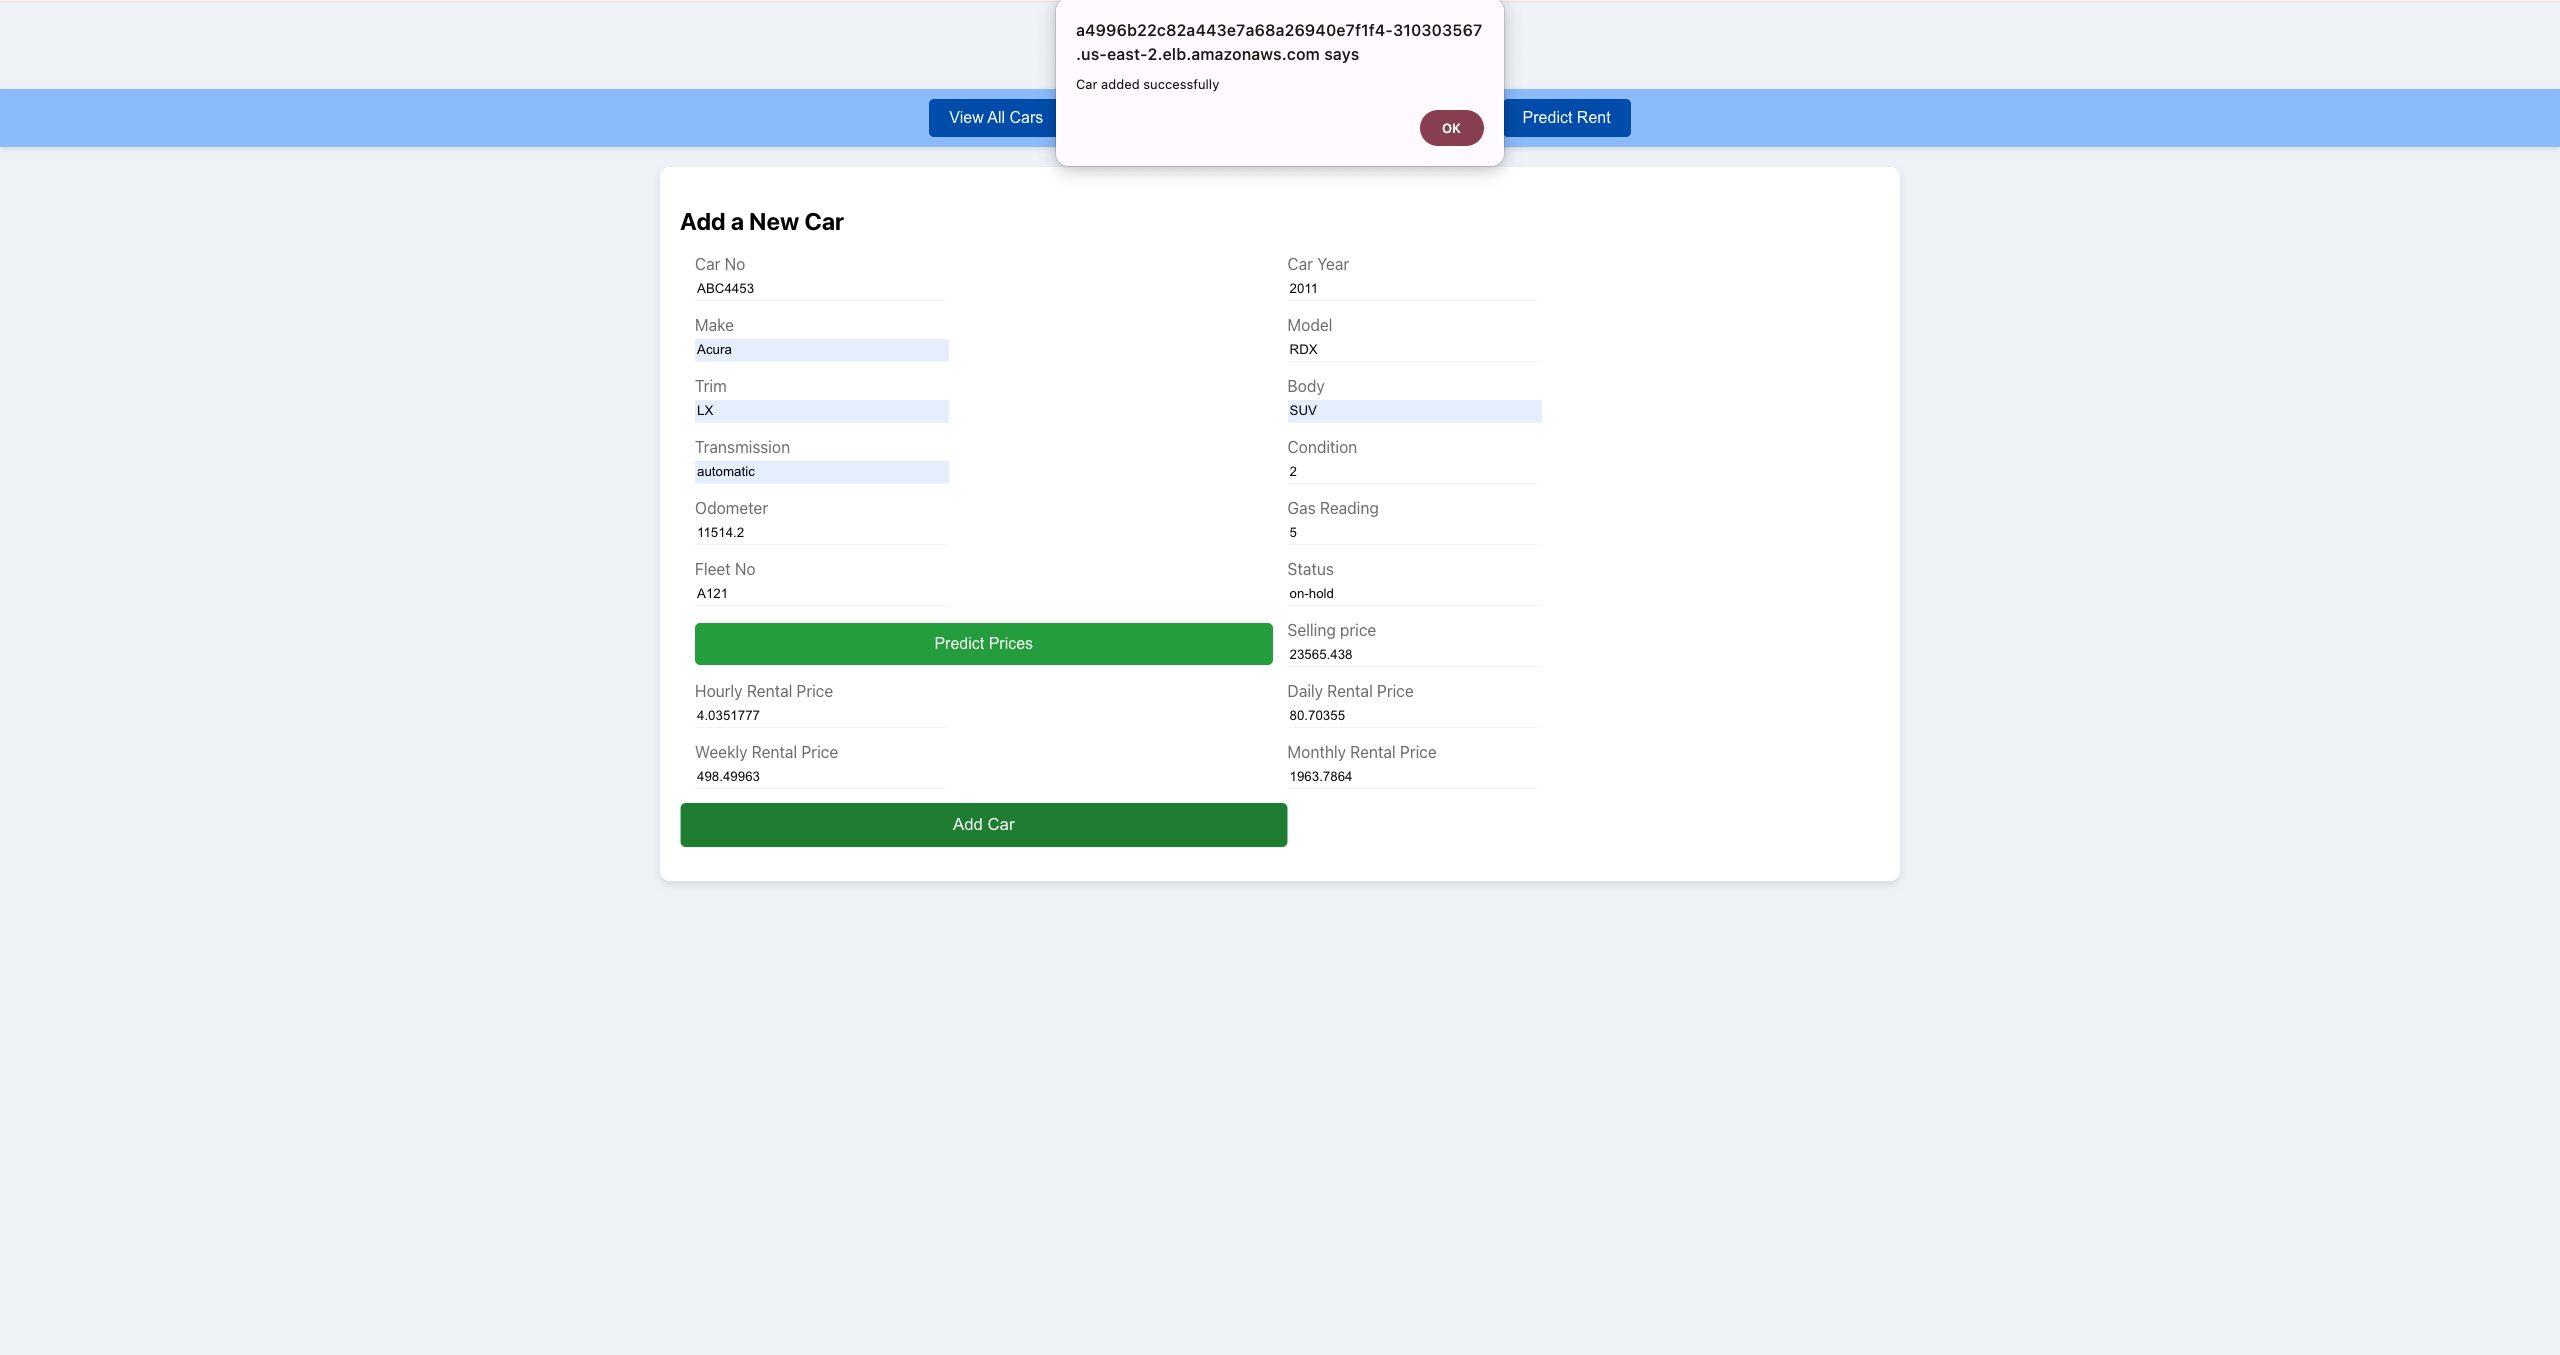 a4996b22c82a443e7a68a26940e7f1f4-310303567
.us-east-2.elb.amazonaws.com says
Car added successfully
OK
View All Cars
Predict Rent
Add a New Car
Car No
ABC4453
Car Year
2011
Make
Acura
Model
RDX
Trim
LX
Body
SUV
Transmission
automatic
Condition
2
Odometer
11514.2
Gas Reading
5
Fleet No
A121
Status
on-hold
Predict Prices
Selling price
23565.438
Hourly Rental Price
4.0351777
Daily Rental Price
80.70355
Weekly Rental Price
498.49963
Monthly Rental Price
1963.7864
Add Car